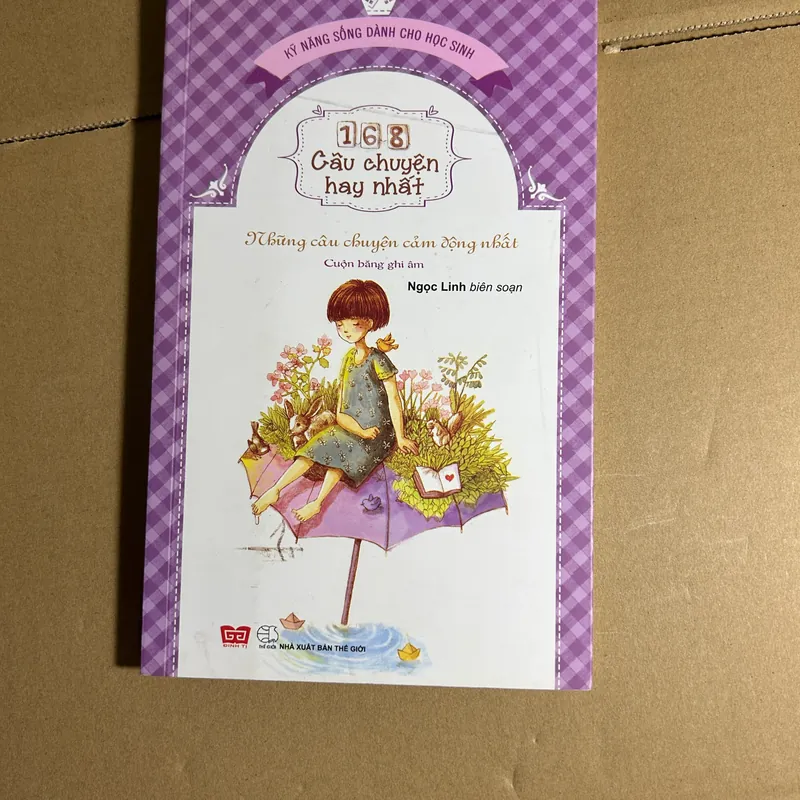 KỸ NĂNG SỐNG DÀNH CHO HỌC SINH
168
Câu chuyện
hay nhất
Những câu chuyện cảm động nhất
Cuộn băng ghi âm
Ngọc Linh biên soạn
ĐINH TỊ
THẾ GIỚI
NHÀ XUẤT BẢN THẾ GIỚI